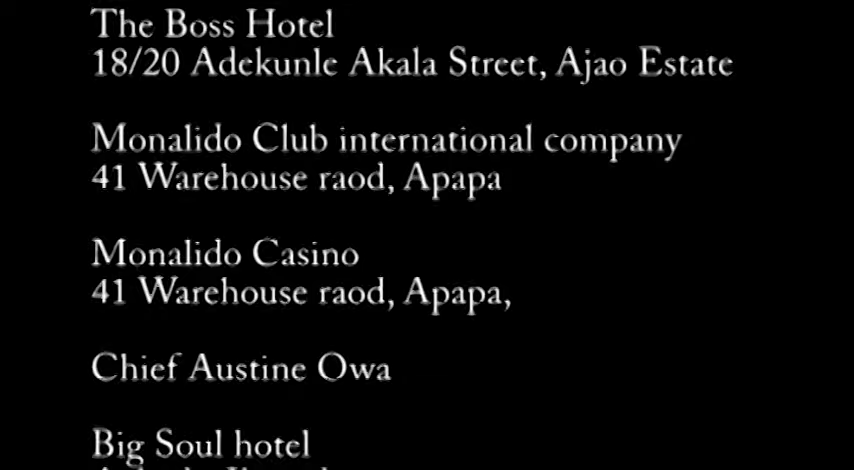 The Boss Hotel
18/20 Adekunle Akala Street, Ajao Estate
Monalido Club international company
41 Warehouse raod, Apapa
Monalido Casino
41 Warehouse raod, Apapa,
Chief Austine Owa
Big Soul hotel